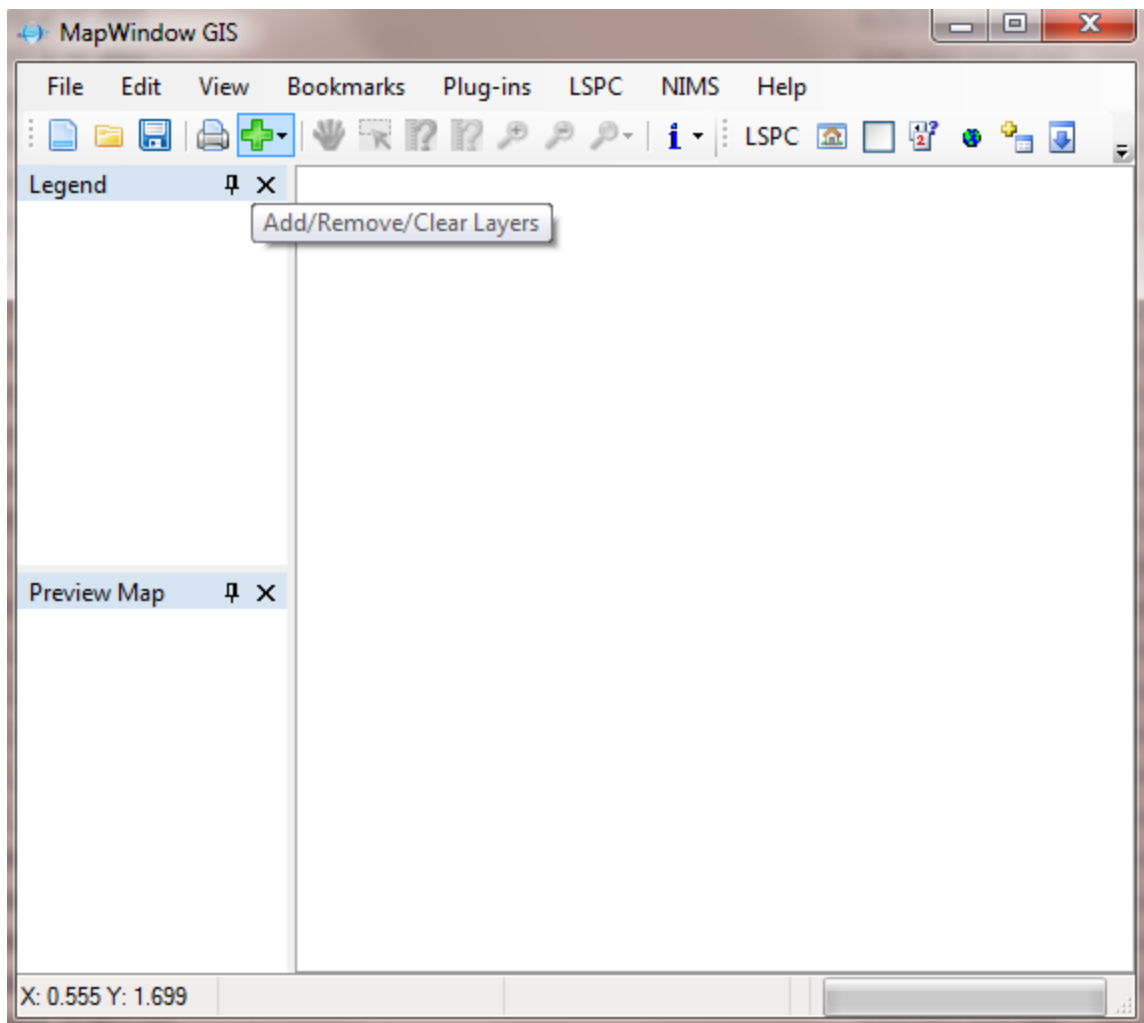 MapWindow GIS
File Edit View Bookmarks Plug-ins LSPC NIMS Help
LSPC
Legend
Add/Remove/Clear Layers
Preview Map
X: 0.555 Y: 1.699